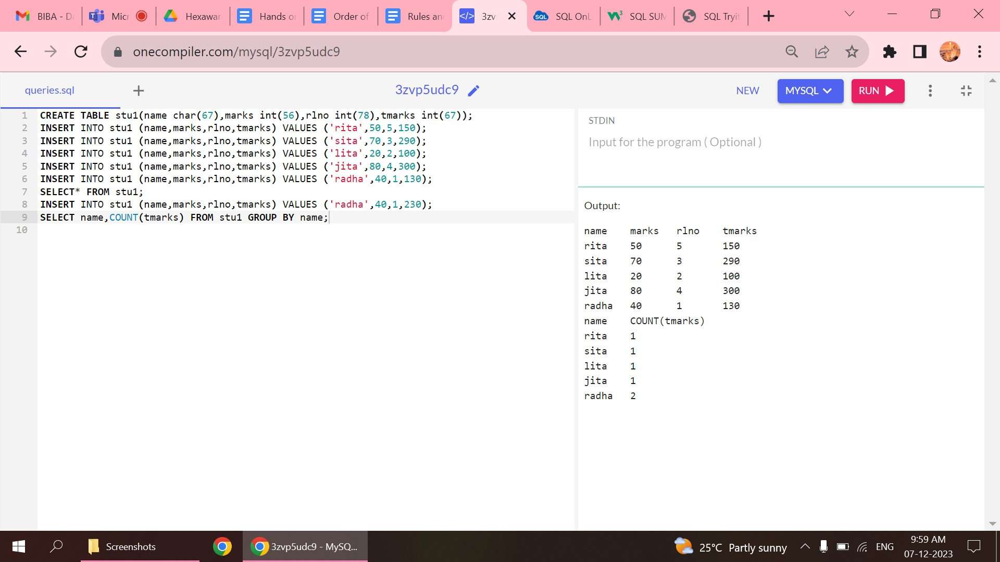 BIBA - D
Micr
Hexawar
Hands o
Order of
Rules an
3zv
SQL OnL
SQL SUM
SQL Tryit
onecompiler.com/mysql/3zvp5udc9
queries.sql
3zvp5udc9
NEW
MYSQL
RUN
1 CREATE TABLE stu1(name char(67),marks int(56),rlno int(78),tmarks int(67));
2 INSERT INTO stu1 (name,marks,rlno,tmarks) VALUES ('rita',50,5,150);
3 INSERT INTO stu1 (name,marks,rlno,tmarks) VALUES ('sita',70,3,290);
4 INSERT INTO stu1 (name,marks,rlno,tmarks) VALUES ('lita',20,2,100);
5 INSERT INTO stu1 (name,marks,rlno,tmarks) VALUES ('jita',80,4,300);
6 INSERT INTO stu1 (name,marks,rlno,tmarks) VALUES ('radha',40,1,130);
7 SELECT* FROM stu1;
8 INSERT INTO stu1 (name,marks,rlno,tmarks) VALUES ('radha',40,1,230);
9 SELECT name,COUNT(tmarks) FROM stu1 GROUP BY name;
10
STDIN
Input for the program ( Optional )
Output:
name marks rlno tmarks
rita 50 5 150
sita 70 3 290
lita 20 2 100
jita 80 4 300
radha 40 1 130
name COUNT(tmarks)
rita 1
sita 1
lita 1
jita 1
radha 2
Screenshots
3zvp5udc9 - MySQ...
25°C Partly sunny
ENG
9:59 AM
07-12-2023